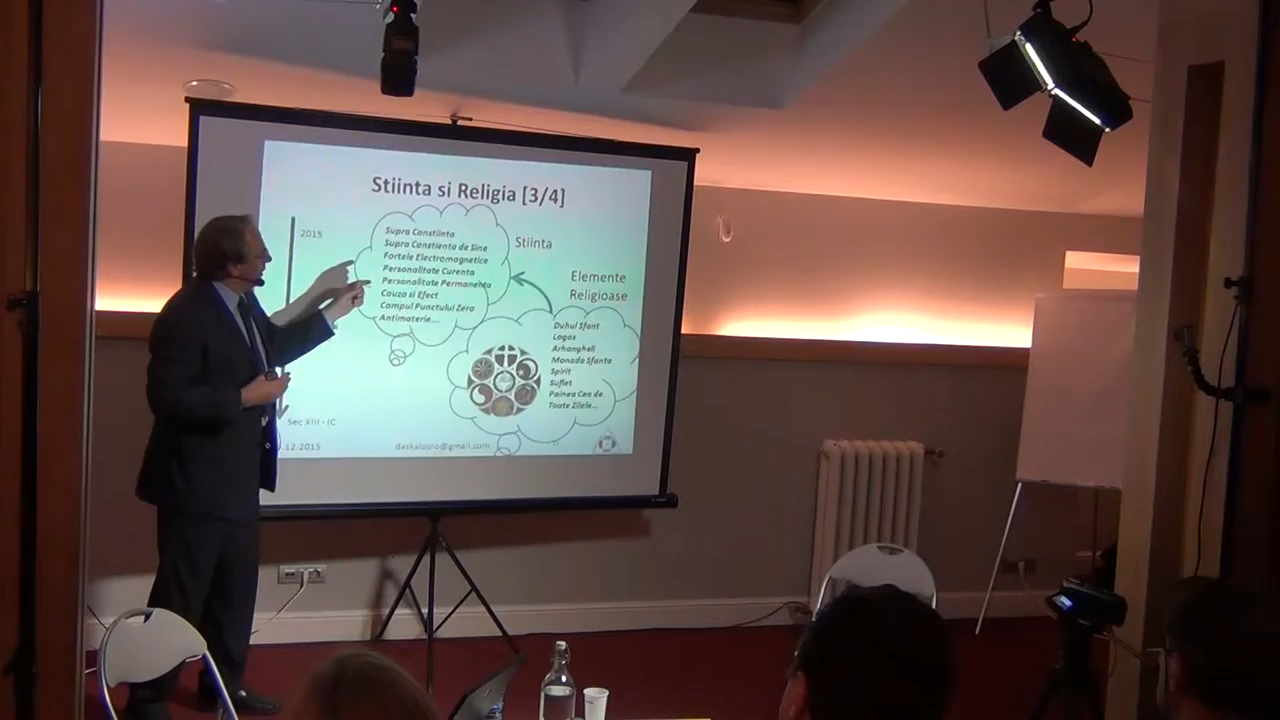 Stiinta si Religia [3/4]
2015
Supra Constiinta
Supra Constienta de Sine
Fortele Electromagnetice
Personalitate Curenta
Personalitate Permanenta
Cauza si Efect
Campul Punctului Zero
Antimaterie....
Stiinta
Elemente
Religioase
Duhul Sfant
Logos
Arhangheli
Monada Sfanta
Spirit
Suflet
Painea Cea de
Toate Zilele...
Sec XIII - IC
.12.2015
daskalosro@gmail.com